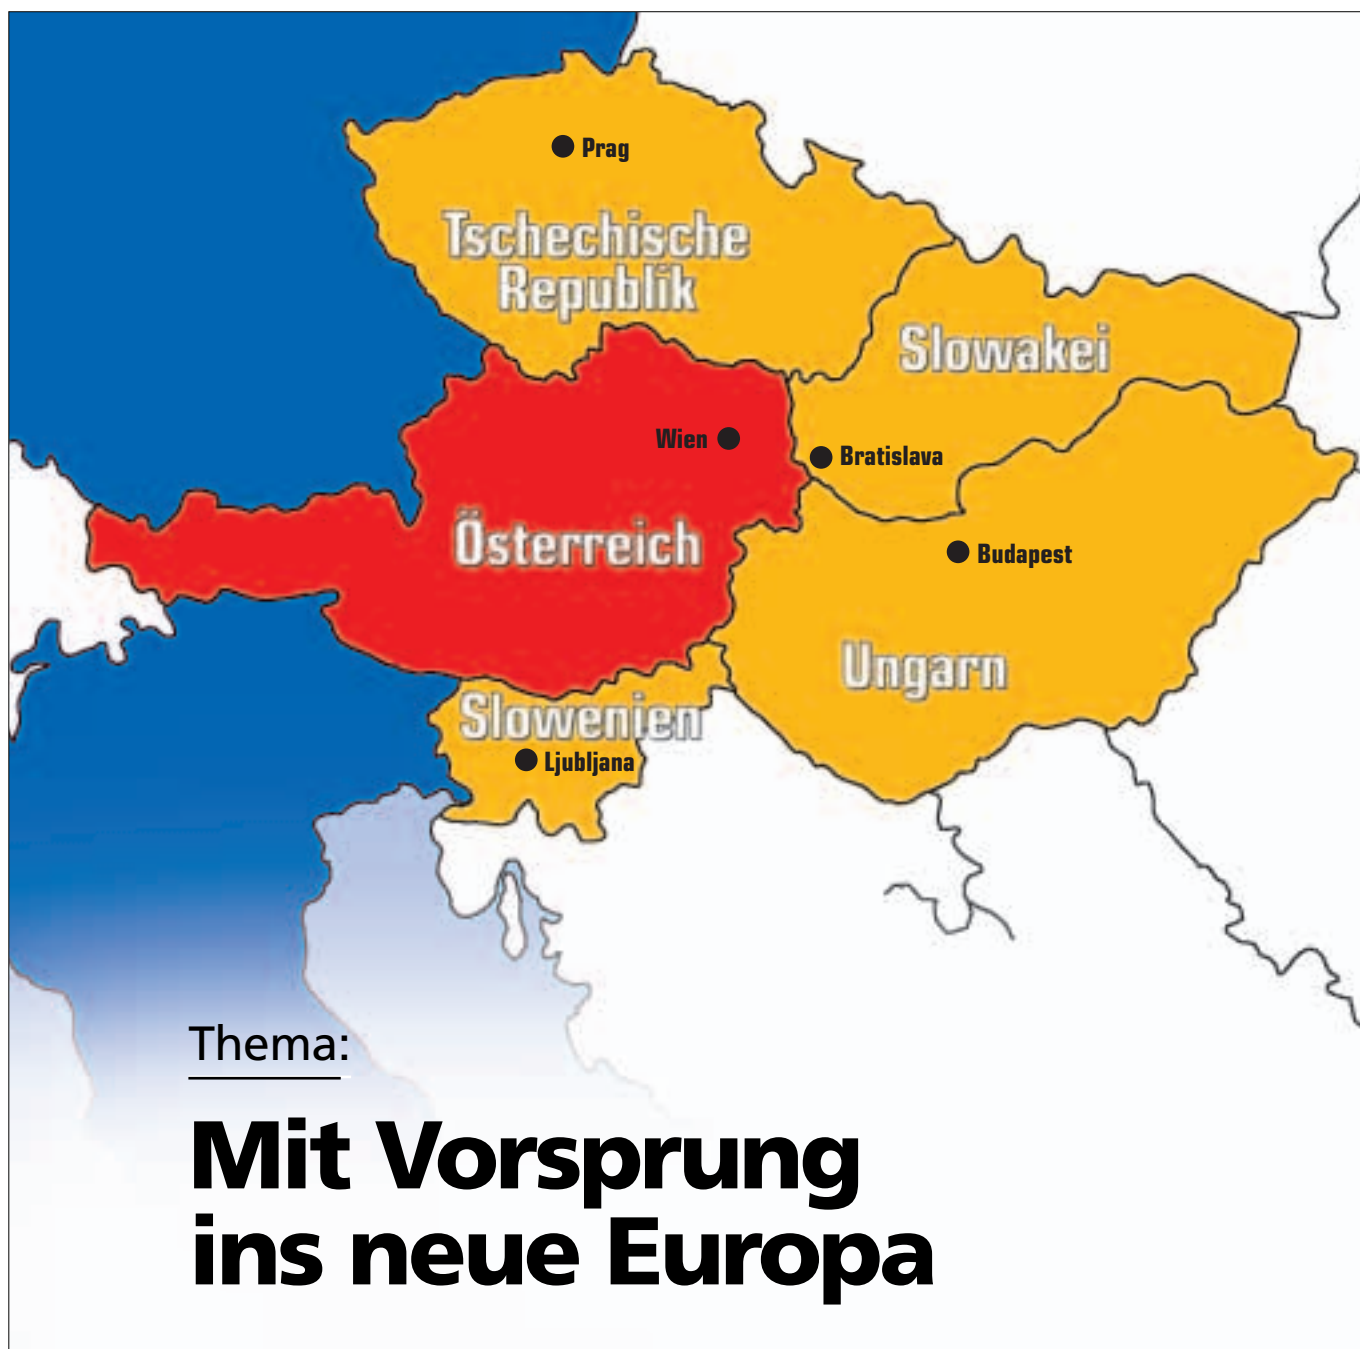 Prag
Tschechische
Republik
Slowakei
Wien
Bratislava
Österreich
Budapest
Ungarn
Slowenien
Ljubljana
Thema:
Mit Vorsprung
ins neue Europa